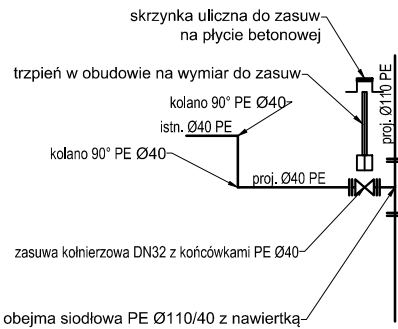 skrzynka uliczna do zasuw
na płycie betonowej
trzpień w obudowie na wymiar do zasuw
proj. Ø110 PE
kolano 90° PE Ø40
istn. Ø40 PE
kolano 90° PE Ø40
proj. Ø40 PE
zasuwa kołnierzowa DN32 z końcówkami PE Ø40
obejma siodłowa PE Ø110/40 z nawiertką